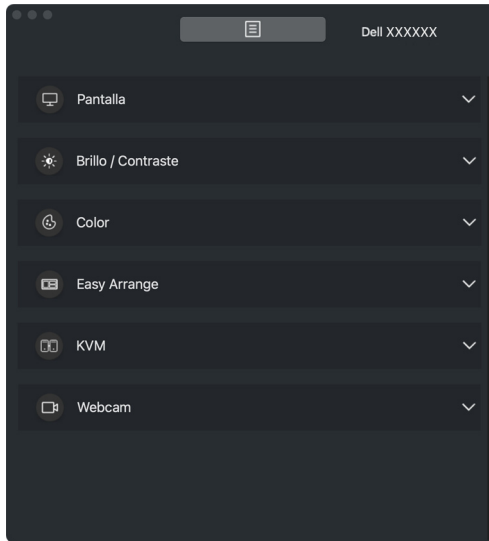 Dell XXXXXX
Pantalla
Brillo / Contraste
Color
Easy Arrange
KVM
Webcam